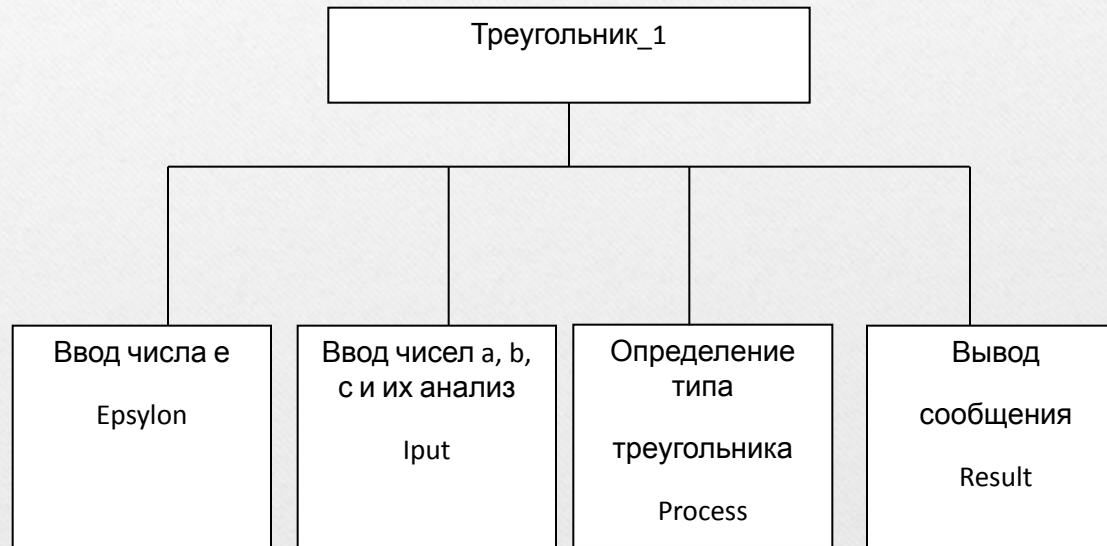 Треугольник_1
Ввод числа e
Epsylon
Ввод чисел a, b,
c и их анализ
Iput
Определение
типа
треугольника
Process
Вывод
сообщения
Result